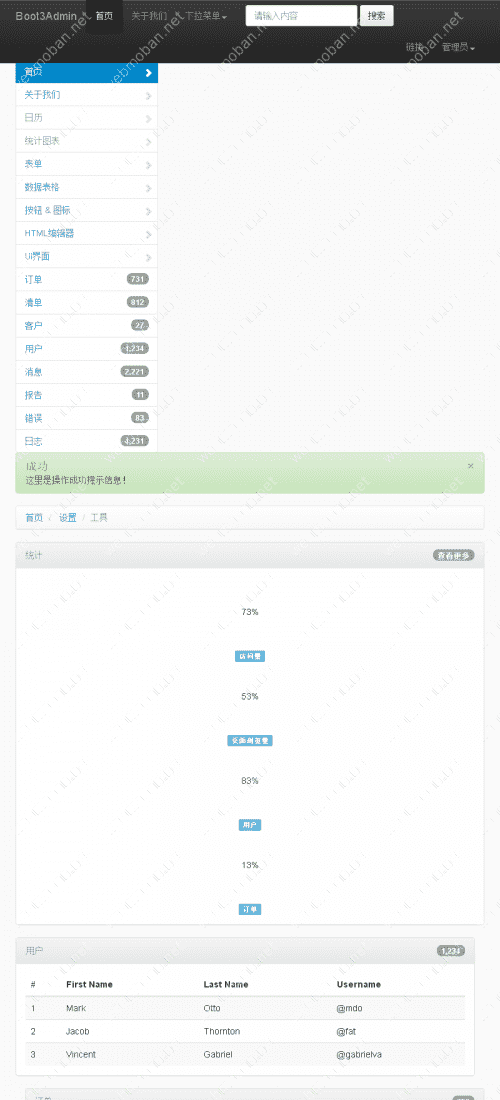 Boot3Admin 首页 关于我们 下拉菜单 请输入内容 搜索
链接 管理员
首页
关于我们
日历
统计图表
表单
数据表格
按钮 & 图标
HTML编辑器
UI界面
订单 731
清单 812
客户 27
用户 4,234
消息 2,221
报告 11
错误 83
日志 4,231
成功 ×
这里是操作成功提示信息!
首页 / 设置 / 工具
统计 查看更多
73%
访问量
53%
页面浏览量
83%
用户
13%
订单
用户 1,234
# First Name Last Name Username
1 Mark Otto @mdo
2 Jacob Thornton @fat
3 Vincent Gabriel @gabrielva